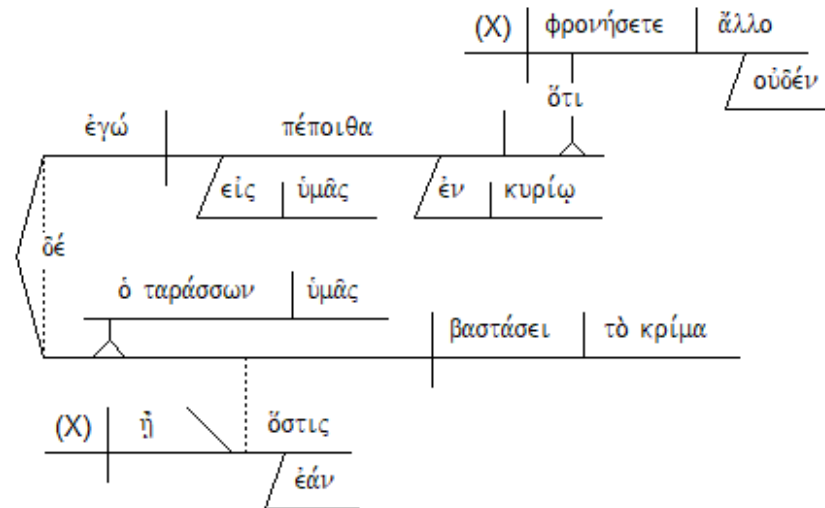 (X) φρονήσετε ἄλλο
οὐδέν
ὅτι
ἐγώ πέποιθα
εἰς ὑμᾶς ἐν κυρίῳ
δέ
ὁ ταράσσων ὑμᾶς
βαστάσει τὸ κρίμα
(X) ᾖ ὅστις
ἐάν